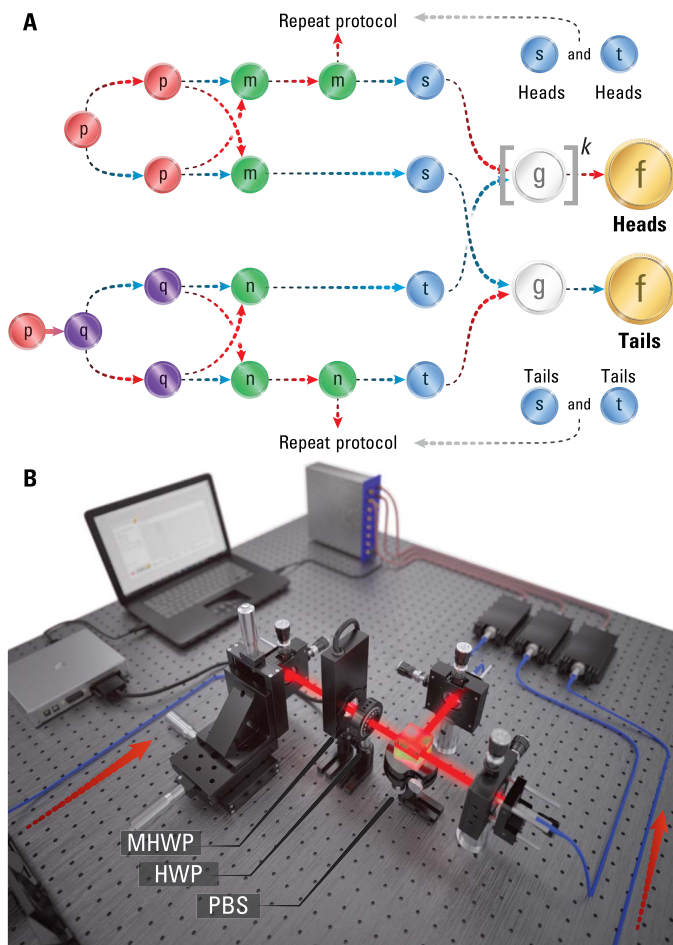 A
Repeat protocol
s and t
Heads Heads
p m m s
p
p m s
[g]k f
Heads
q n t
g f
p q
Tails
q n n t
Tails Tails
s and t
Repeat protocol
B
MHWP
HWP
PBS